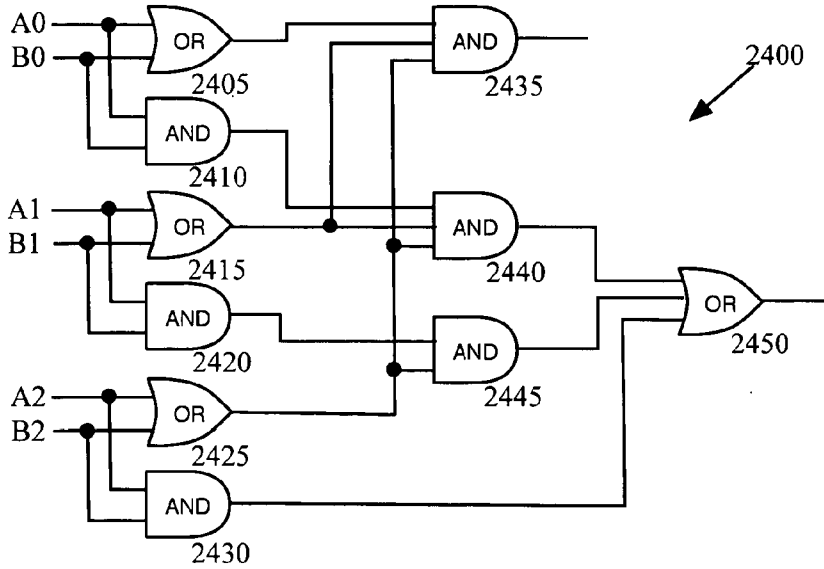 A0
B0
OR
2405
AND
2435
2400
AND
2410
A1
B1
OR
2415
AND
2440
AND
2420
AND
2445
OR
2450
A2
B2
OR
2425
AND
2430